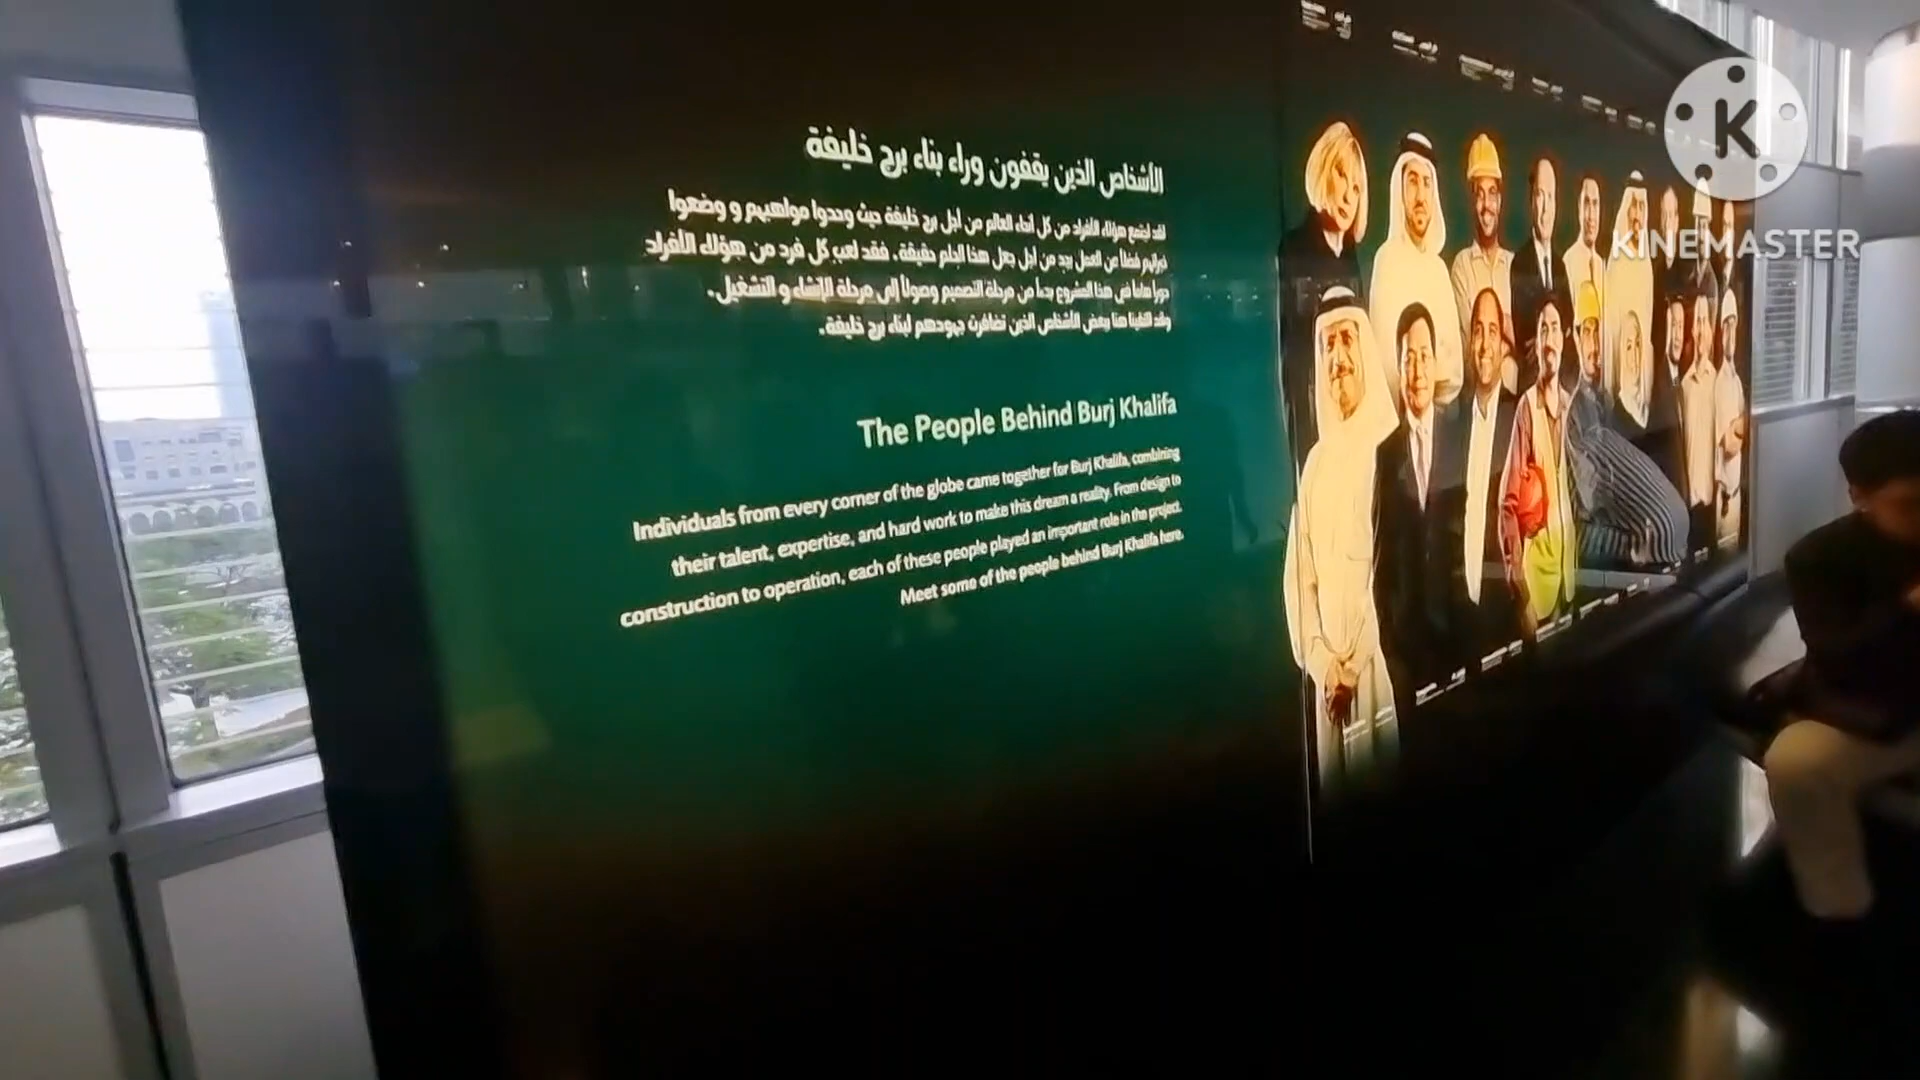 الأشخاص الذين يقفون وراء بناء برج خليفة
لقد اجتمع هؤلاء الأفراد من كل أنحاء العالم من أجل برج خليفة حيث وحدوا مواهبهم و وضعوا
خبراتهم فضلاً عن العمل بجد من أجل جعل هذا الحلم حقيقة. فقد لعب كل فرد من هؤلاء الأفراد
دوراً هاماً في هذا المشروع بدءاً من مرحلة التصميم وصولاً إلى مرحلة الإنشاء و التشغيل.
وقد التقينا هنا ببعض الأشخاص الذين تضافرت جهودهم لبناء برج خليفة.
The People Behind Burj Khalifa
Individuals from every corner of the globe came together for Burj Khalifa, combining
their talent, expertise, and hard work to make this dream a reality. From design to
construction to operation, each of these people played an important role in the project.
Meet some of the people behind Burj Khalifa here.
K
KINEMASTER